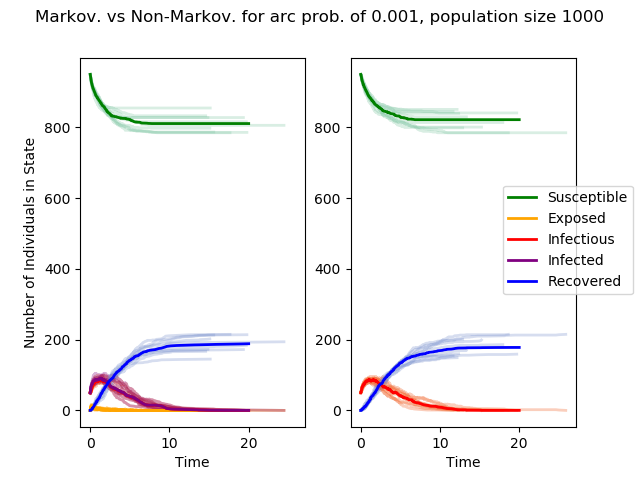 Markov. vs Non-Markov. for arc prob. of 0.001, population size 1000
Number of Individuals in State
800
600
400
200
0
0 10 20
Time
800
600
400
200
0
0 10 20
Time
Susceptible
Exposed
Infectious
Infected
Recovered